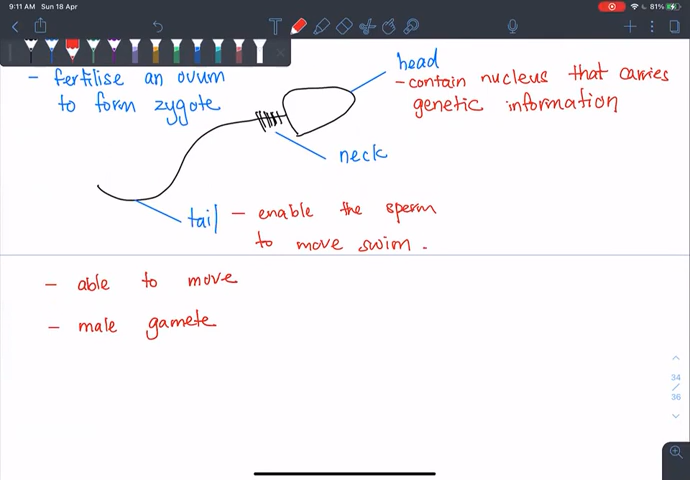 9:11 AM Sun 18 Apr
81%
- fertilise an ovum
to form zygote
head
- contain nucleus that carries
genetic information
neck
tail - enable the sperm
to move swim.
- able to move
- male gamete
34
/
36